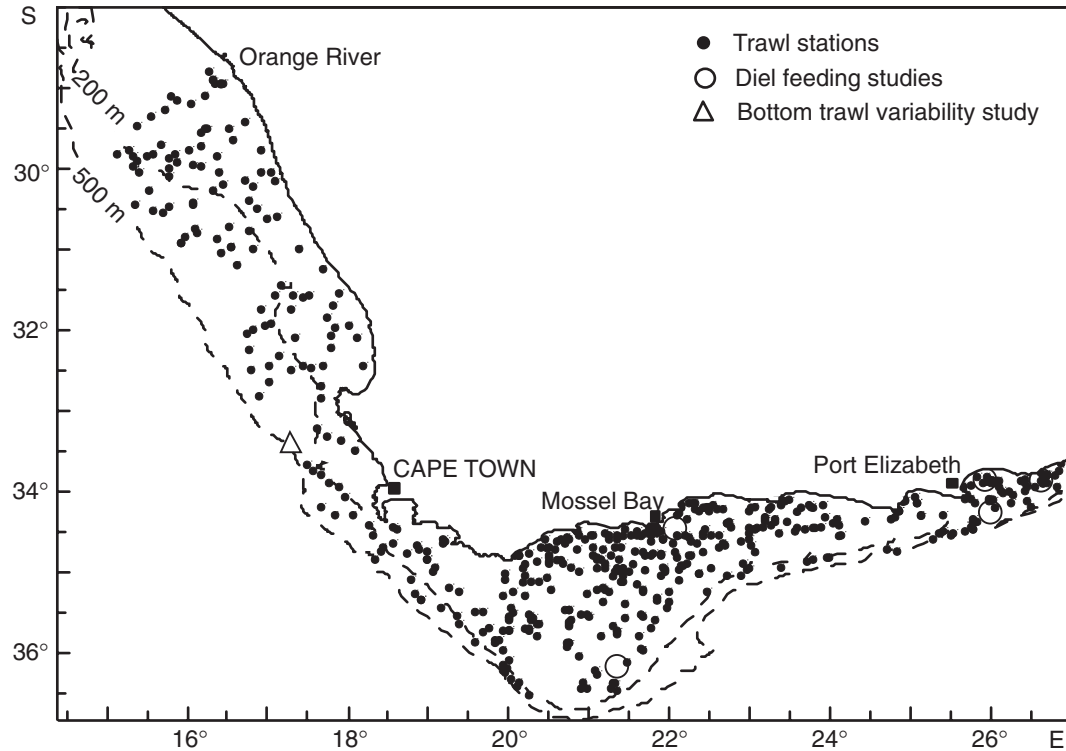 S
Orange River
Trawl stations
Diel feeding studies
Bottom trawl variability study
200 m
500 m
30°
32°
34°
36°
CAPE TOWN
Mossel Bay
Port Elizabeth
16°
18°
20°
22°
24°
26°
E